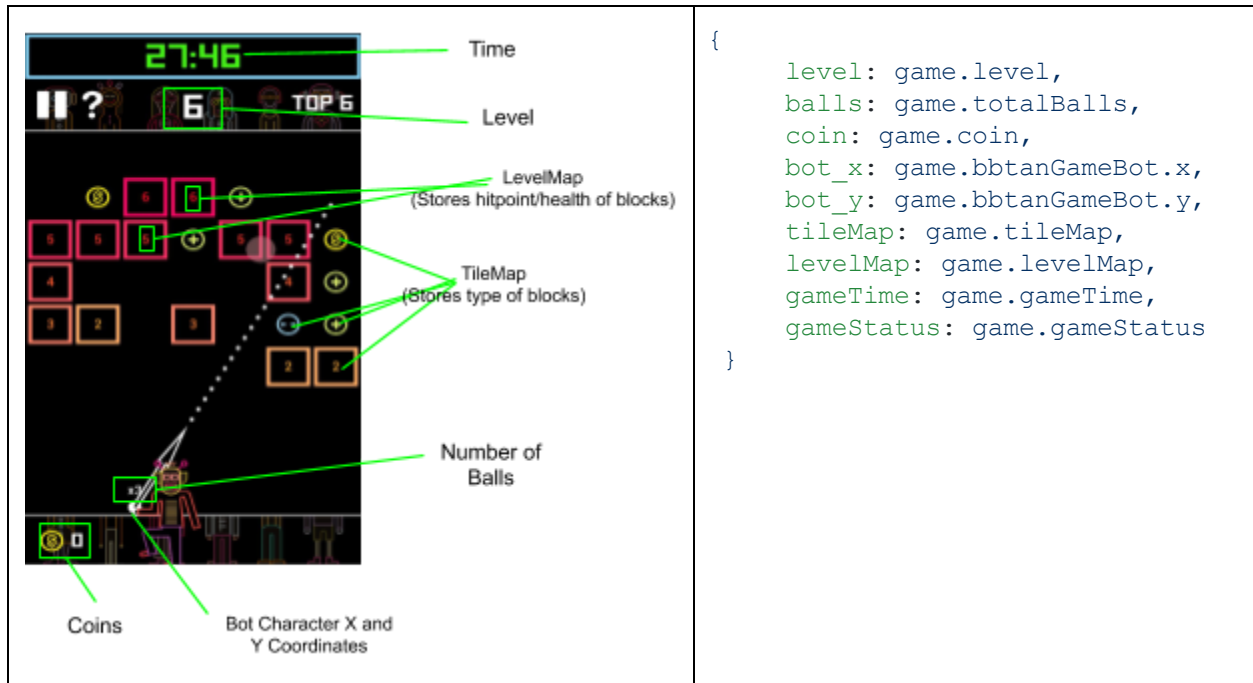 27:46
Time
? 6 TOP 6
Level
6 6
LevelMap
(Stores hitpoint/health of blocks)
5 5 5 5 5
4 4
TileMap
(Stores type of blocks)
3 2 3
2 2
x3
Number of
Balls
0
Coins
Bot Character X and
Y Coordinates
{
level: game.level,
balls: game.totalBalls,
coin: game.coin,
bot_x: game.bbtanGameBot.x,
bot_y: game.bbtanGameBot.y,
tileMap: game.tileMap,
levelMap: game.levelMap,
gameTime: game.gameTime,
gameStatus: game.gameStatus
}